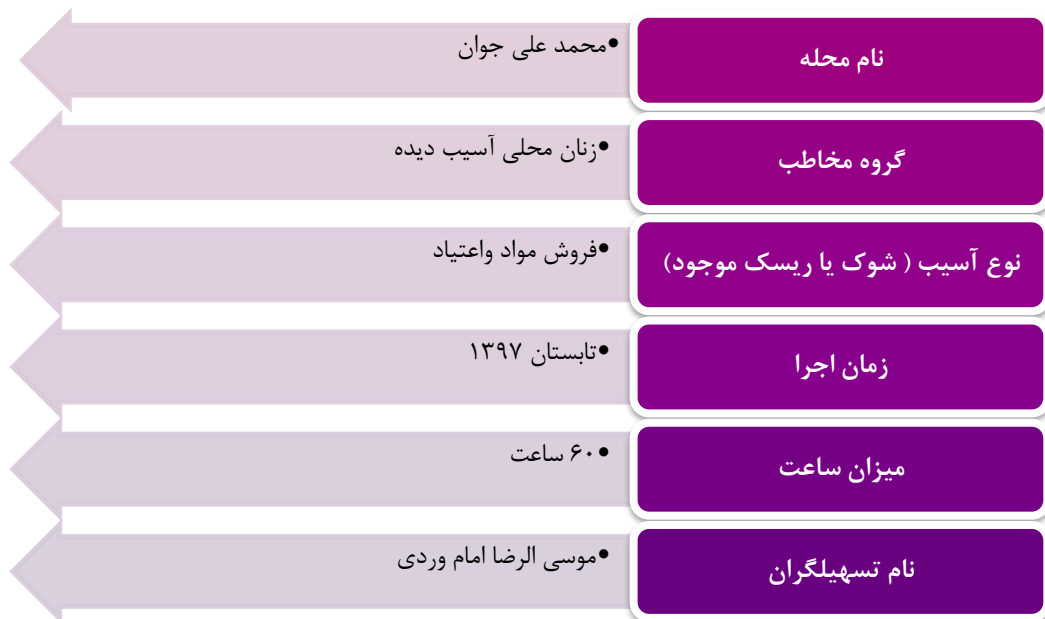 نام محله
•محمد علی جوان
گروه مخاطب
•زنان محلی آسیب دیده
نوع آسیب ( شوک یا ریسک موجود)
•فروش مواد واعتیاد
زمان اجرا
•تابستان ۱۳۹۷
میزان ساعت
•۶۰ ساعت
نام تسهیلگران
•موسی الرضا امام وردی